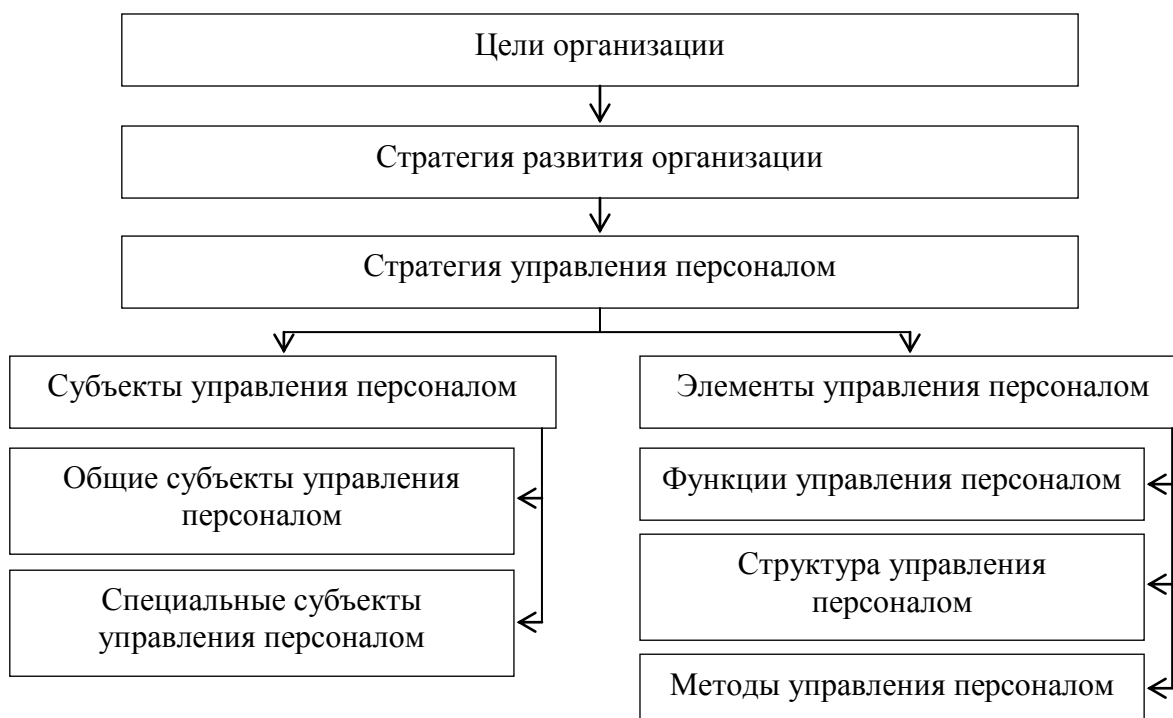 Цели организации
Стратегия развития организации
Стратегия управления персоналом
Субъекты управления персоналом
Общие субъекты управления
персоналом
Специальные субъекты
управления персоналом
Элементы управления персоналом
Функции управления персоналом
Структура управления
персоналом
Методы управления персоналом